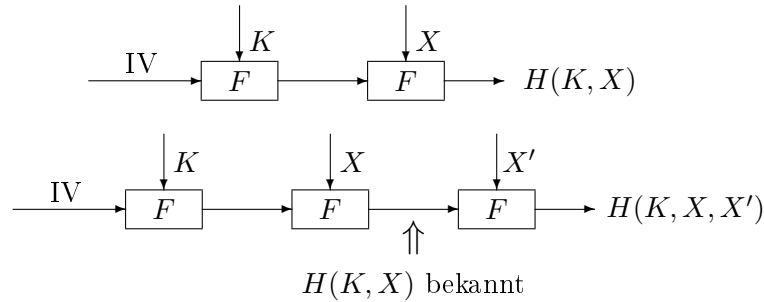 K X
IV F F H(K, X)
K X X′
IV F F F H(K, X, X′)
⇑
H(K, X) bekannt